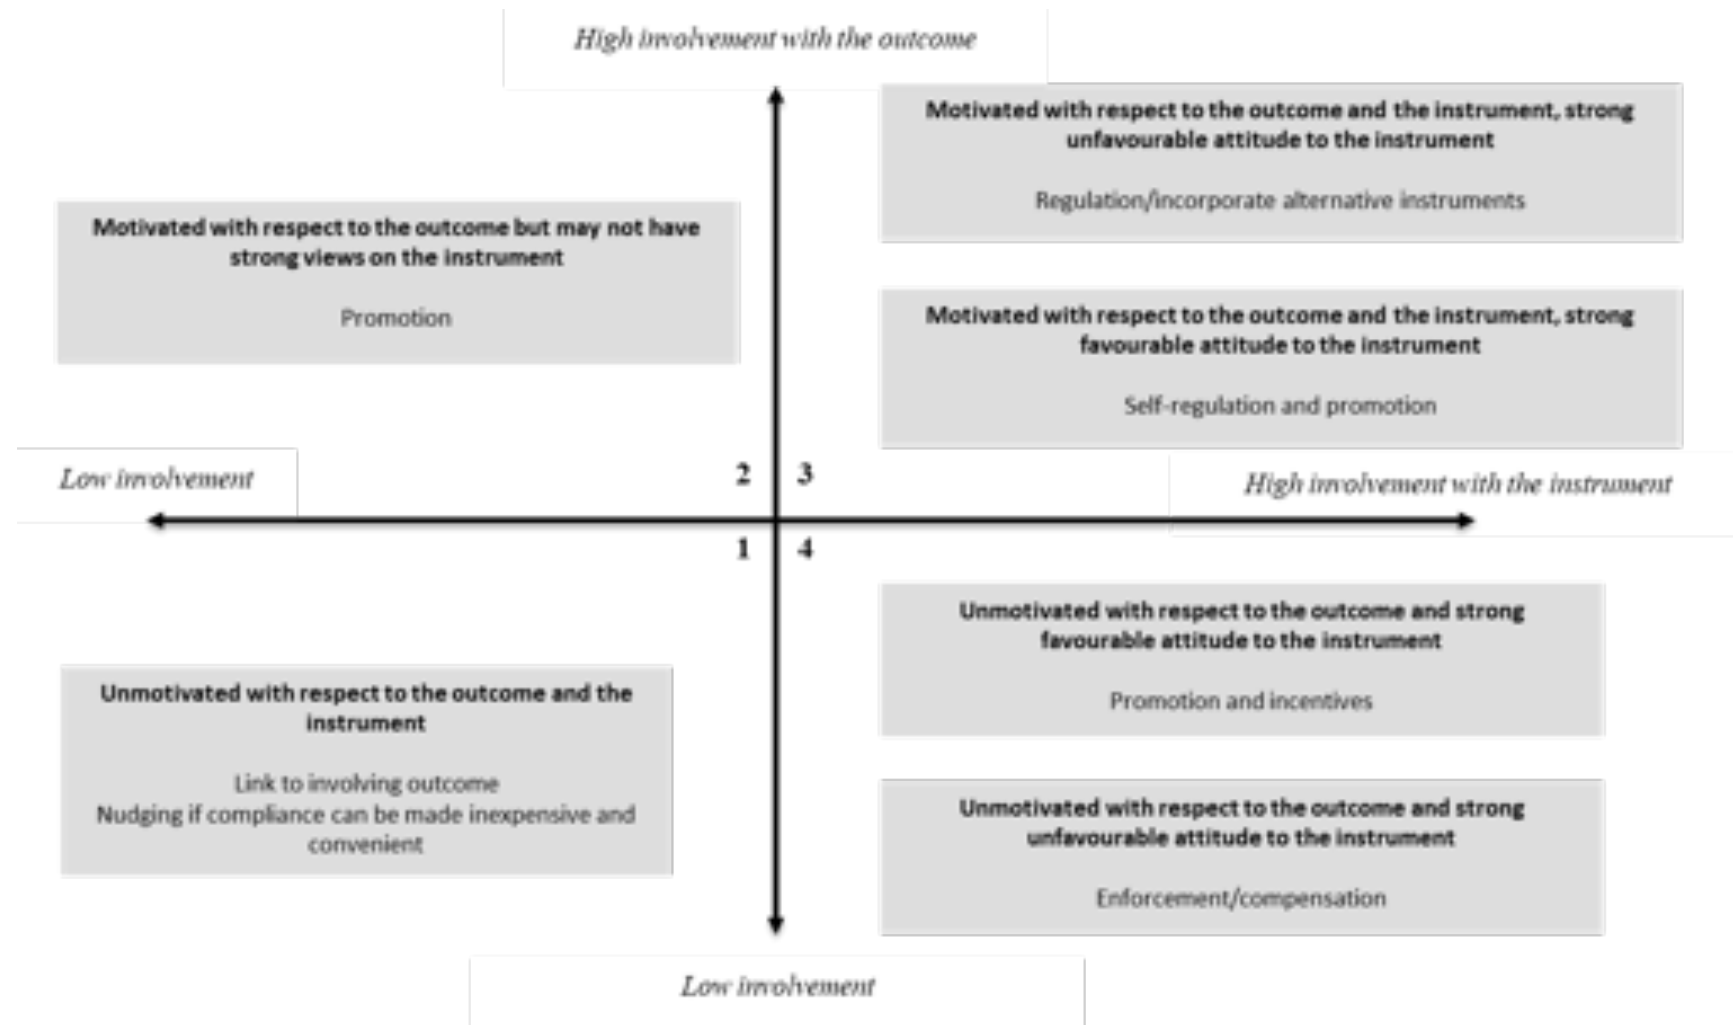 High involvement with the outcome
Motivated with respect to the outcome and the instrument, strong
unfavourable attitude to the instrument
Regulation/incorporate alternative instruments
Motivated with respect to the outcome but may not have
strong views on the instrument
Promotion
Motivated with respect to the outcome and the instrument, strong
favourable attitude to the instrument
Self-regulation and promotion
Low involvement
2
3
High involvement with the instrument
1
4
Unmotivated with respect to the outcome and strong
favourable attitude to the instrument
Promotion and incentives
Unmotivated with respect to the outcome and the
instrument
Link to involving outcome
Nudging if compliance can be made inexpensive and
convenient
Unmotivated with respect to the outcome and strong
unfavourable attitude to the instrument
Enforcement/compensation
Low involvement